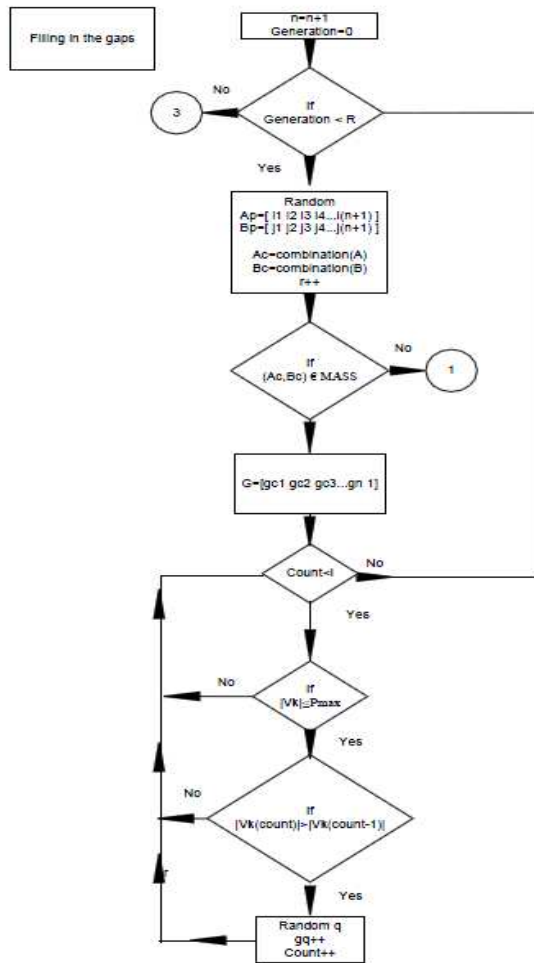 Filling in the gaps
n=n+1
Generation=0
No
If
Generation < R
3
Yes
Random
Ap=[ i1 i2 i3 i4...i(n+1) ]
Bp=[ j1 j2 j3 j4...j(n+1) ]
Ac=combination(A)
Bc=combination(B)
r++
If
(Ac,Bc) € MASS
No
1
G=[gc1 gc2 gc3...gn 1]
Count<I
No
Yes
If
|Vk|≤Pmax
No
Yes
If
|Vk(count)|>|Vk(count-1)|
No
Yes
Random q
gq++
Count++
r